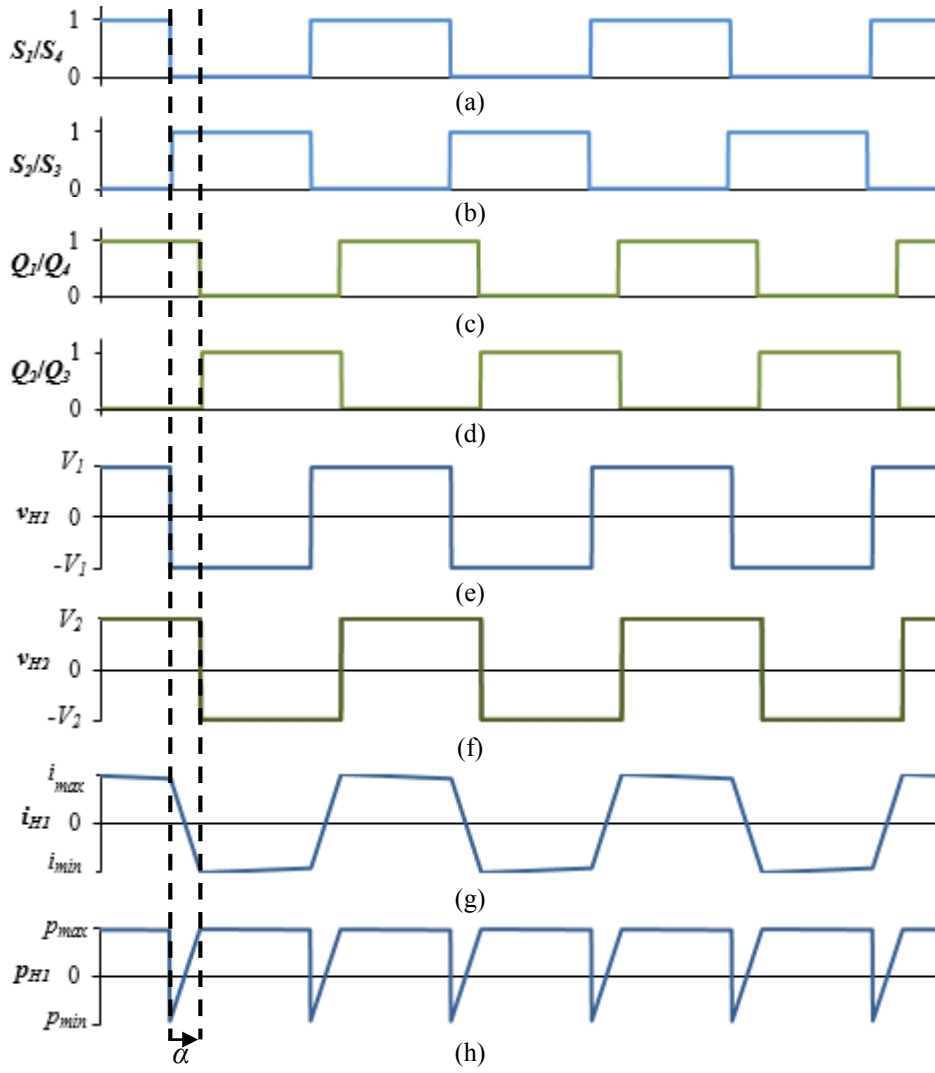 1
S1/S4
0
(a)
1
S2/S3
0
(b)
1
Q1/Q4
0
(c)
1
Q2/Q3
0
(d)
V1
vH1 0
-V1
(e)
V2
vH2 0
-V2
(f)
imax
iH1 0
imin
(g)
pmax
pH1 0
pmin
α
(h)